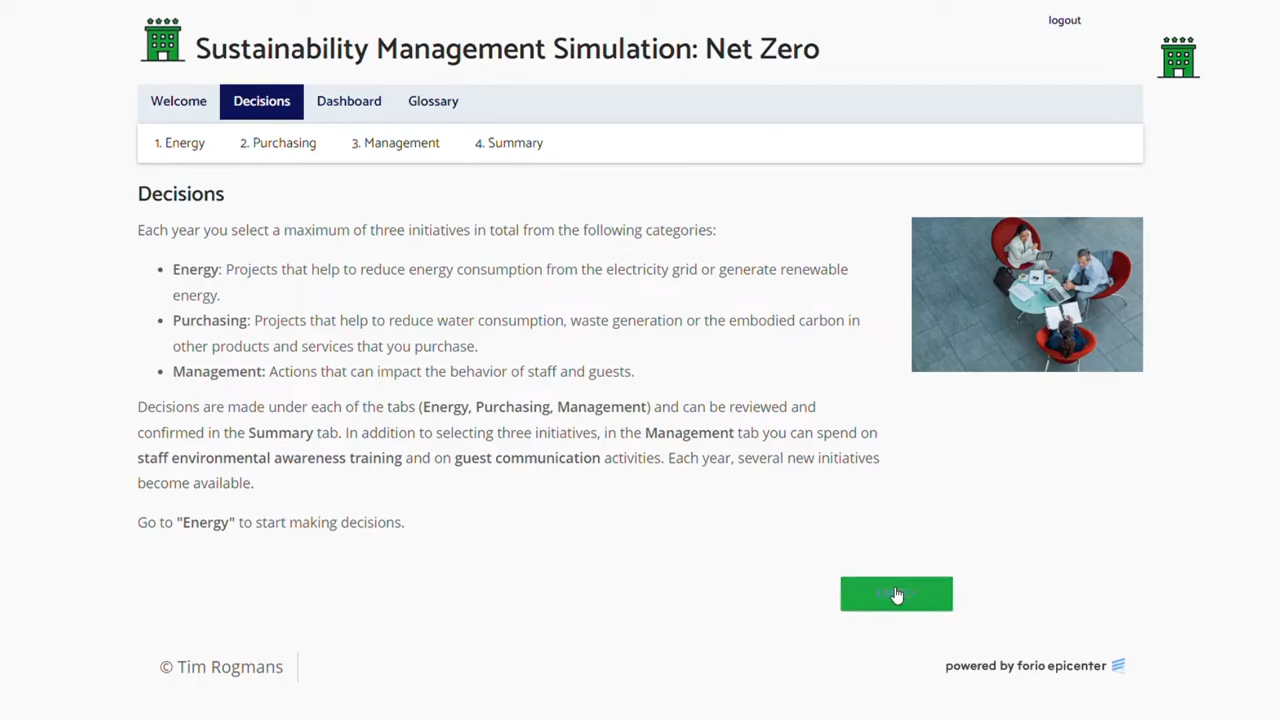 logout
Sustainability Management Simulation: Net Zero
Welcome Decisions Dashboard Glossary
1. Energy 2. Purchasing 3. Management 4. Summary
Decisions
Each year you select a maximum of three initiatives in total from the following categories:
• Energy: Projects that help to reduce energy consumption from the electricity grid or generate renewable
energy.
• Purchasing: Projects that help to reduce water consumption, waste generation or the embodied carbon in
other products and services that you purchase.
• Management: Actions that can impact the behavior of staff and guests.
Decisions are made under each of the tabs (Energy, Purchasing, Management) and can be reviewed and
confirmed in the Summary tab. In addition to selecting three initiatives, in the Management tab you can spend on
staff environmental awareness training and on guest communication activities. Each year, several new initiatives
become available.
Go to "Energy" to start making decisions.
© Tim Rogmans
powered by forio epicenter